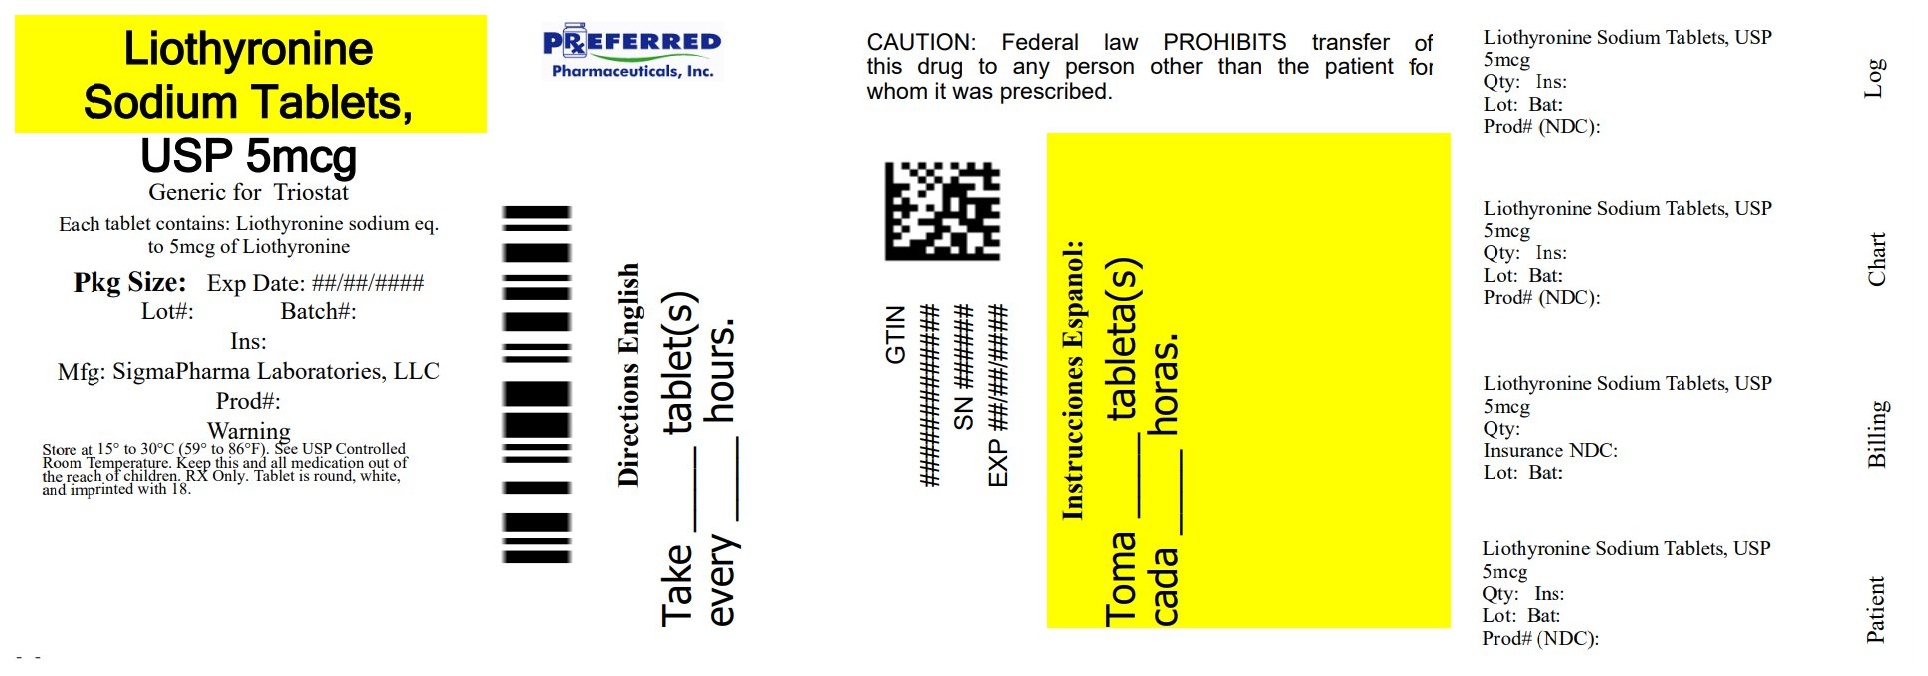 Liothyronine
Sodium Tablets,
USP 5mcg
Generic for Triostat
Each tablet contains: Liothyronine sodium eq.
to 5mcg of Liothyronine
Pkg Size: Exp Date: ##/##/####
Lot#: Batch#:
Ins:
Mfg: SigmaPharma Laboratories, LLC
Prod#:
Warning
Store at 15° to 30°C (59° to 86°F). See USP Controlled
Room Temperature. Keep this and all medication out of
the reach of children. RX Only. Tablet is round, white,
and imprinted with 18.
- -
PREFERRED
Pharmaceuticals, Inc.
Directions English
Take ____ tablet(s)
every ____ hours.
CAUTION: Federal law PROHIBITS transfer of
this drug to any person other than the patient for
whom it was prescribed.
GTIN
##############
SN ######
EXP ##/##/####
Instrucciones Espanol:
Toma ____ tableta(s)
cada ____ horas.
Liothyronine Sodium Tablets, USP
5mcg
Qty: Ins:
Lot: Bat:
Prod# (NDC):
Log
Liothyronine Sodium Tablets, USP
5mcg
Qty: Ins:
Lot: Bat:
Prod# (NDC):
Chart
Liothyronine Sodium Tablets, USP
5mcg
Qty:
Insurance NDC:
Lot: Bat:
Billing
Liothyronine Sodium Tablets, USP
5mcg
Qty: Ins:
Lot: Bat:
Prod# (NDC):
Patient